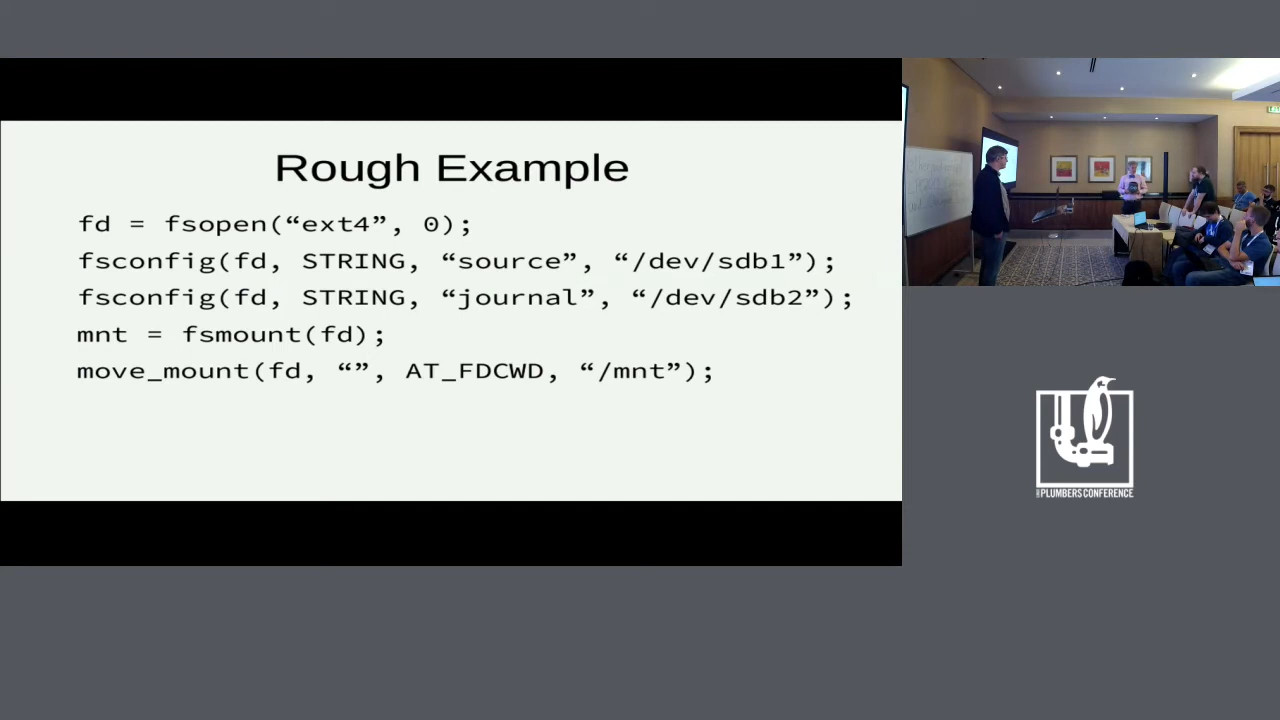 Rough Example
fd = fsopen(“ext4”, 0);
fsconfig(fd, STRING, “source”, “/dev/sdb1”);
fsconfig(fd, STRING, “journal”, “/dev/sdb2”);
mnt = fsmount(fd);
move_mount(fd, “”, AT_FDCWD, “/mnt”);
PLUMBERS CONFERENCE